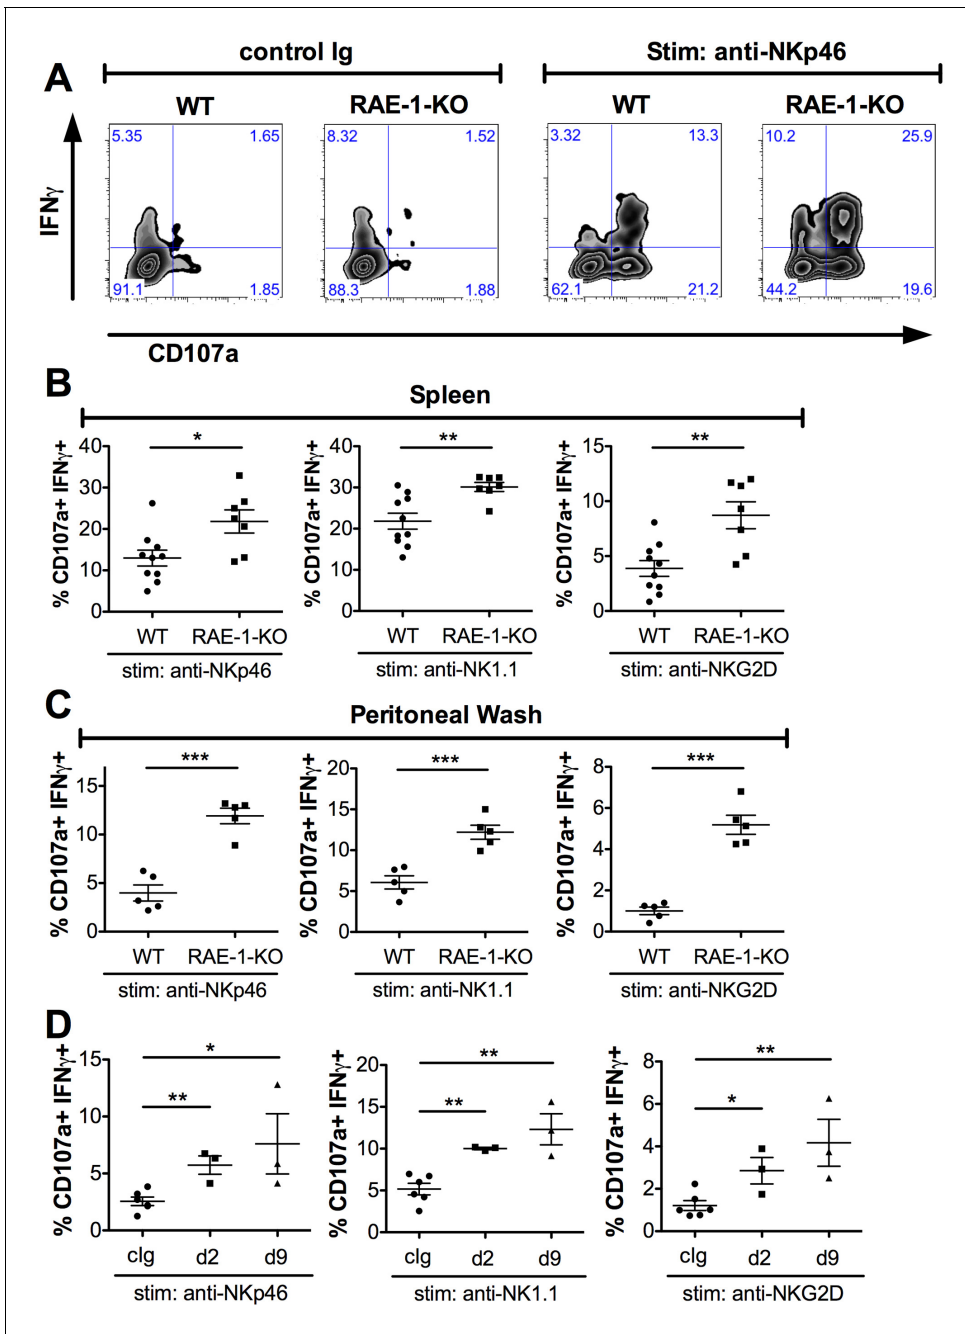 A
control Ig
Stim: anti-NKp46
WT
RAE-1-KO
WT
RAE-1-KO
IFNγ
5.35
1.65
91.1
1.85
8.32
1.52
88.3
1.88
3.32
13.3
62.1
21.2
10.2
25.9
44.2
19.6
CD107a
B
Spleen
% CD107a+ IFNγ+
40
30
20
10
0
*
WT
RAE-1-KO
stim: anti-NKp46
% CD107a+ IFNγ+
40
30
20
10
0
**
WT
RAE-1-KO
stim: anti-NK1.1
% CD107a+ IFNγ+
15
10
5
0
**
WT
RAE-1-KO
stim: anti-NKG2D
C
Peritoneal Wash
% CD107a+ IFNγ+
15
10
5
0
***
WT
RAE-1-KO
stim: anti-NKp46
% CD107a+ IFNγ+
20
15
10
5
0
***
WT
RAE-1-KO
stim: anti-NK1.1
% CD107a+ IFNγ+
8
6
4
2
0
***
WT
RAE-1-KO
stim: anti-NKG2D
D
% CD107a+ IFNγ+
15
10
5
0
*
**
cIg
d2
d9
stim: anti-NKp46
% CD107a+ IFNγ+
20
15
10
5
0
**
**
cIg
d2
d9
stim: anti-NK1.1
% CD107a+ IFNγ+
8
6
4
2
0
**
*
cIg
d2
d9
stim: anti-NKG2D